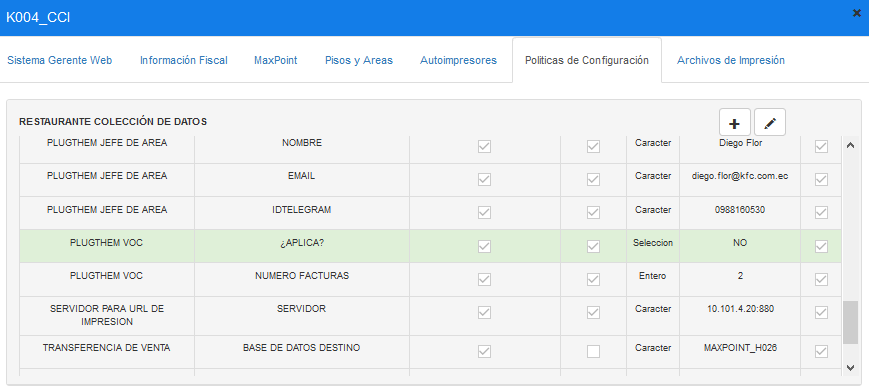 K004_CCI
Sistema Gerente Web Información Fiscal MaxPoint Pisos y Areas Autoimpresores Politicas de Configuración Archivos de Impresión
RESTAURANTE COLECCIÓN DE DATOS
PLUGTHEM JEFE DE AREA NOMBRE Caracter Diego Flor
PLUGTHEM JEFE DE AREA EMAIL Caracter diego.flor@kfc.com.ec
PLUGTHEM JEFE DE AREA IDTELEGRAM Caracter 0988160530
PLUGTHEM VOC ¿APLICA? Seleccion NO
PLUGTHEM VOC NUMERO FACTURAS Entero 2
SERVIDOR PARA URL DE IMPRESION SERVIDOR Caracter 10.101.4.20:880
TRANSFERENCIA DE VENTA BASE DE DATOS DESTINO Caracter MAXPOINT_H026